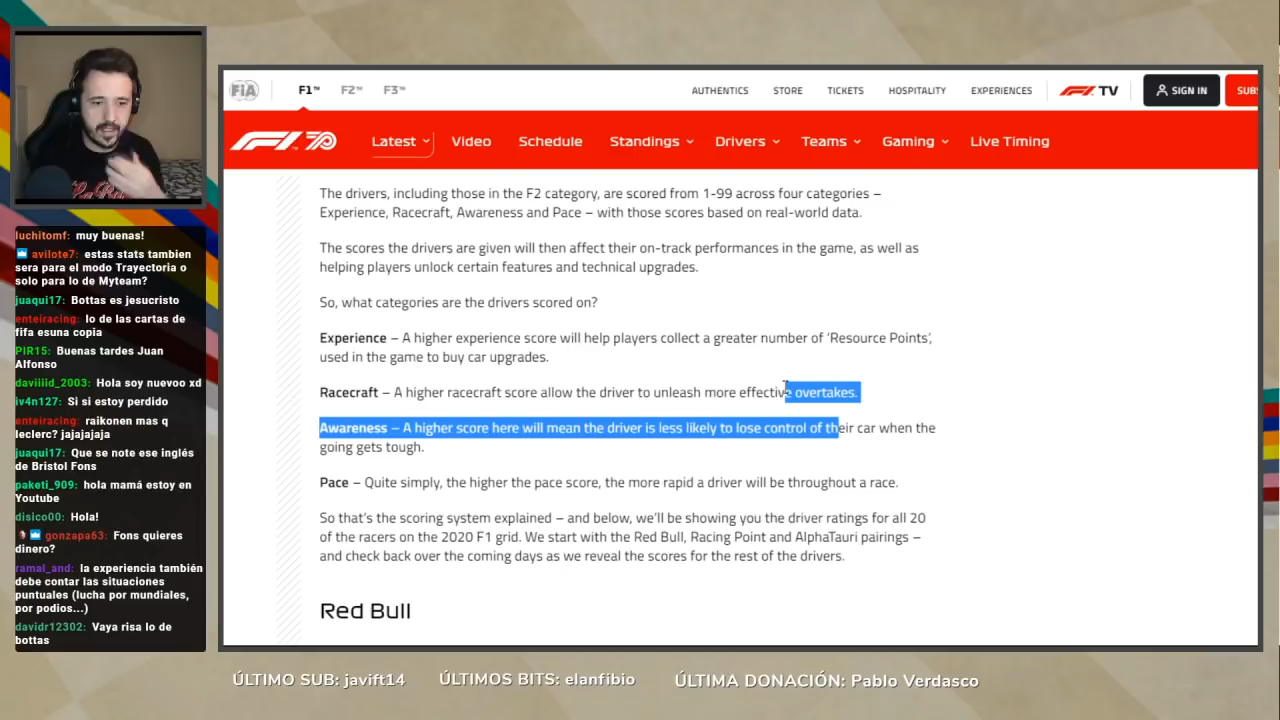 FIA
F1™
F2™
F3™
AUTHENTICS
STORE
TICKETS
HOSPITALITY
EXPERIENCES
F1 TV
SIGN IN
SUBS
F1 70
Latest
Video
Schedule
Standings
Drivers
Teams
Gaming
Live Timing
The drivers, including those in the F2 category, are scored from 1-99 across four categories –
Experience, Racecraft, Awareness and Pace – with those scores based on real-world data.
The scores the drivers are given will then affect their on-track performances in the game, as well as
helping players unlock certain features and technical upgrades.
So, what categories are the drivers scored on?
Experience – A higher experience score will help players collect a greater number of ‘Resource Points’,
used in the game to buy car upgrades.
Racecraft – A higher racecraft score allow the driver to unleash more effective overtakes.
Awareness – A higher score here will mean the driver is less likely to lose control of their car when the
going gets tough.
Pace – Quite simply, the higher the pace score, the more rapid a driver will be throughout a race.
So that’s the scoring system explained – and below, we’ll be showing you the driver ratings for all 20
of the racers on the 2020 F1 grid. We start with the Red Bull, Racing Point and AlphaTauri pairings –
and check back over the coming days as we reveal the scores for the rest of the drivers.
Red Bull
luchitomf: muy buenas!
avilote7: estas stats tambien
sera para el modo Trayectoria o
solo para lo de Myteam?
juaqui17: Bottas es jesucristo
enteiracing: lo de las cartas de
fifa esuna copia
PIR15: Buenas tardes Juan
Alfonso
daviiiid_2003: Hola soy nuevoo xd
iv4n127: Si si estoy perdido
enteiracing: raikonen mas q
leclerc? jajajajaja
juaqui17: Que se note ese inglés
de Bristol Fons
paketi_909: hola mamá estoy en
Youtube
disico00: Hola!
gonzapa63: Fons quieres
dinero?
ramal_and: la experiencia también
debe contar las situaciones
puntuales (lucha por mundiales,
por podios...)
davidr12302: Vaya risa lo de
bottas
ÚLTIMO SUB: javift14
ÚLTIMOS BITS: elanfibio
ÚLTIMA DONACIÓN: Pablo Verdasco